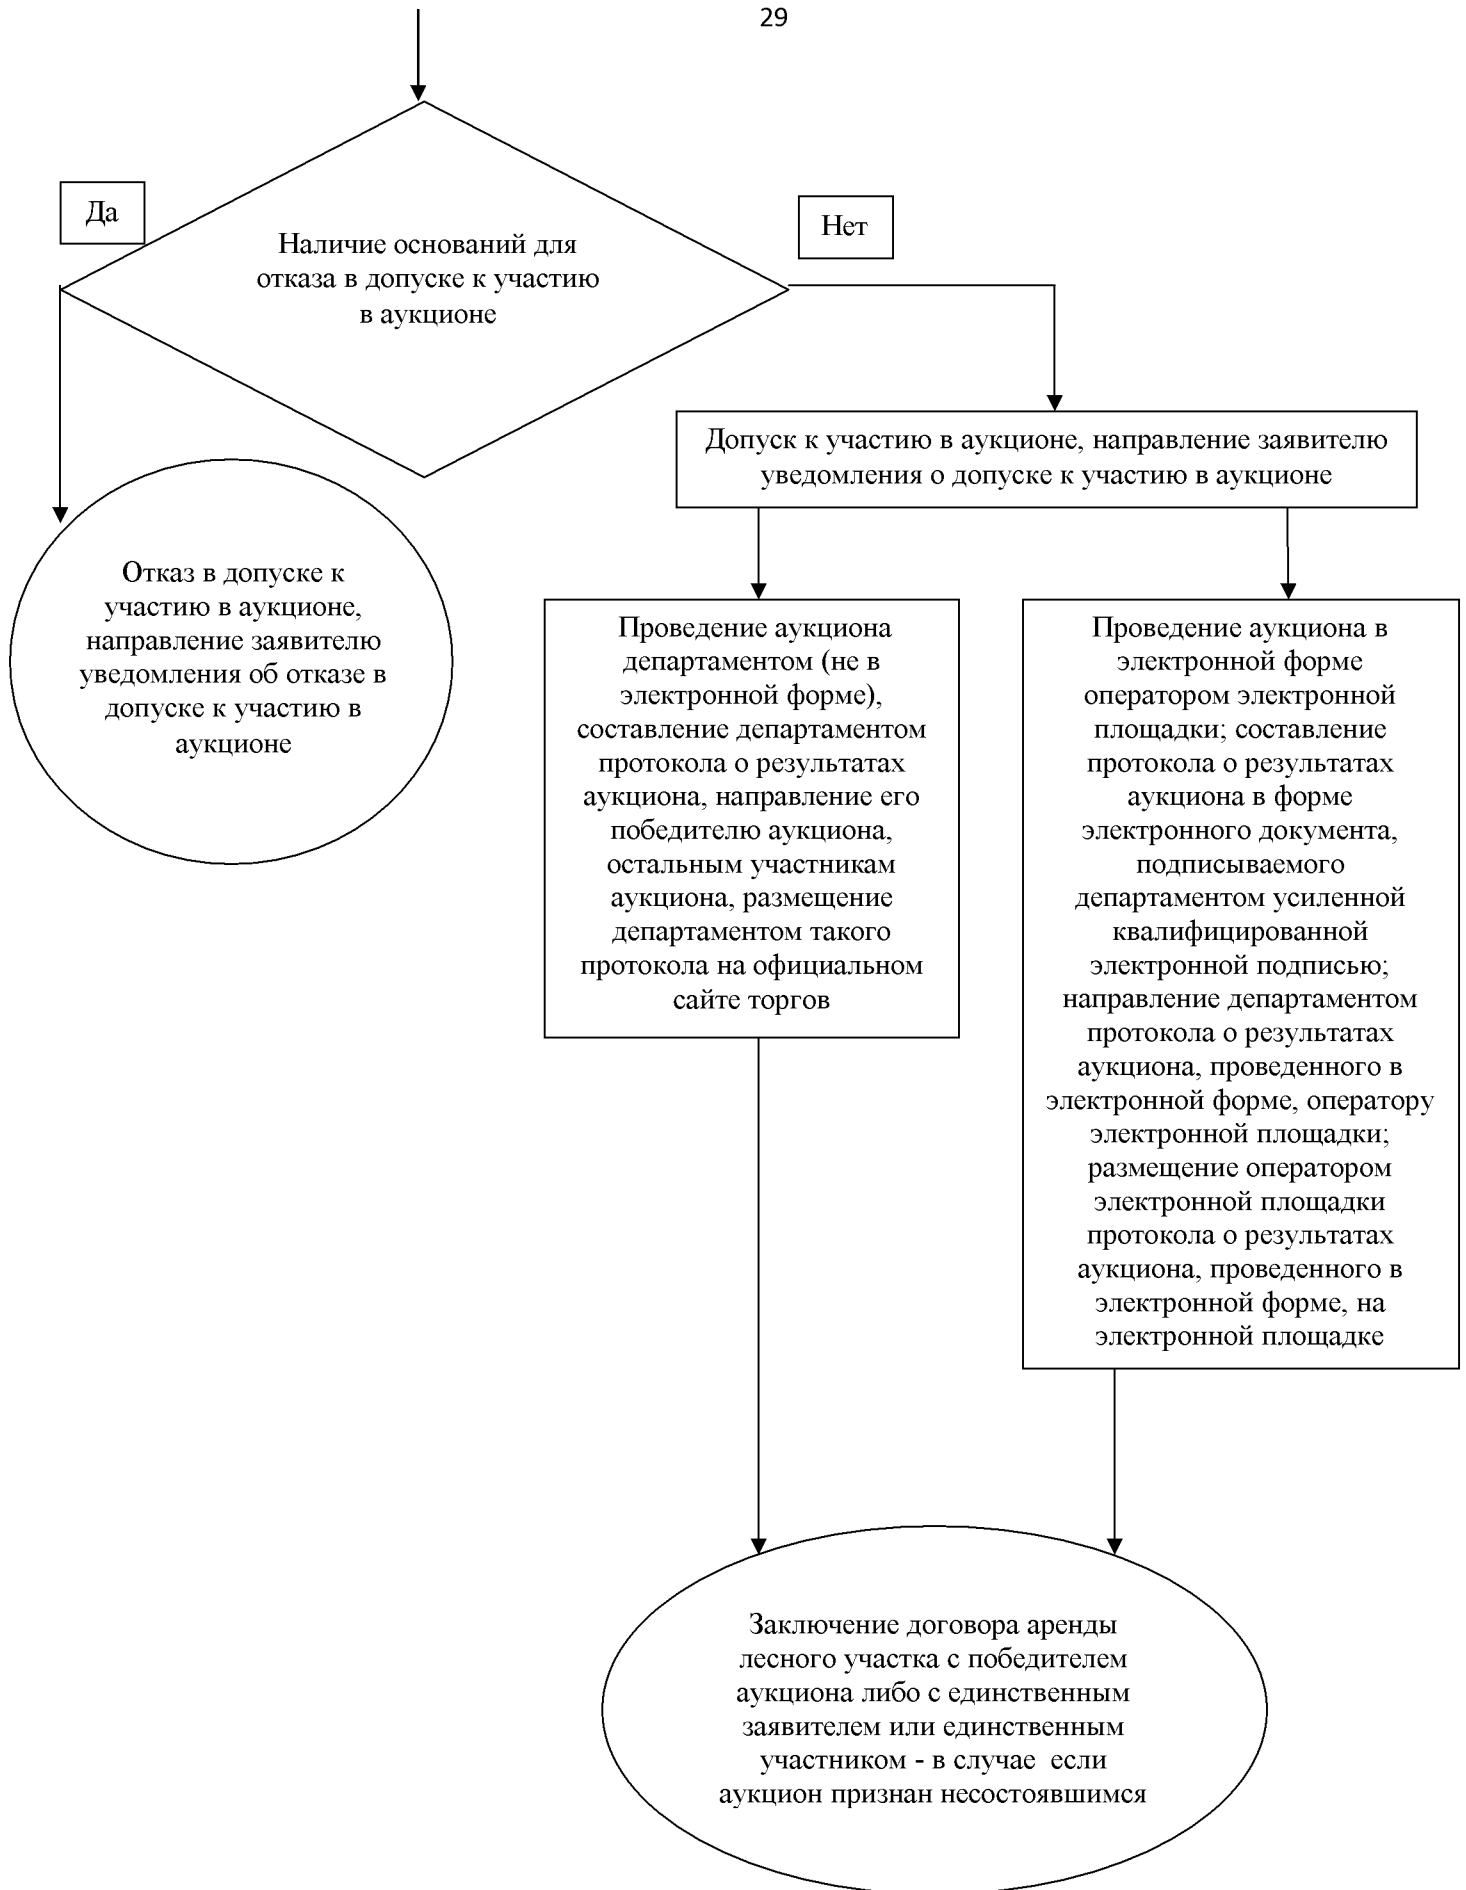 29
Да
Нет
Наличие оснований для
отказа в допуске к участию
в аукционе
Допуск к участию в аукционе, направление заявителю
уведомления о допуске к участию в аукционе
Отказ в допуске к
участию в аукционе,
направление заявителю
уведомления об отказе в
допуске к участию в
аукционе
Проведение аукциона
департаментом (не в
электронной форме),
составление департаментом
протокола о результатах
аукциона, направление его
победителю аукциона,
остальным участникам
аукциона, размещение
департаментом такого
протокола на официальном
сайте торгов
Проведение аукциона в
электронной форме
оператором электронной
площадки; составление
протокола о результатах
аукциона в форме
электронного документа,
подписываемого
департаментом усиленной
квалифицированной
электронной подписью;
направление департаментом
протокола о результатах
аукциона, проведенного в
электронной форме, оператору
электронной площадки;
размещение оператором
электронной площадки
протокола о результатах
аукциона, проведенного в
электронной форме, на
электронной площадке
Заключение договора аренды
лесного участка с победителем
аукциона либо с единственным
заявителем или единственным
участником - в случае  если
аукцион признан несостоявшимся